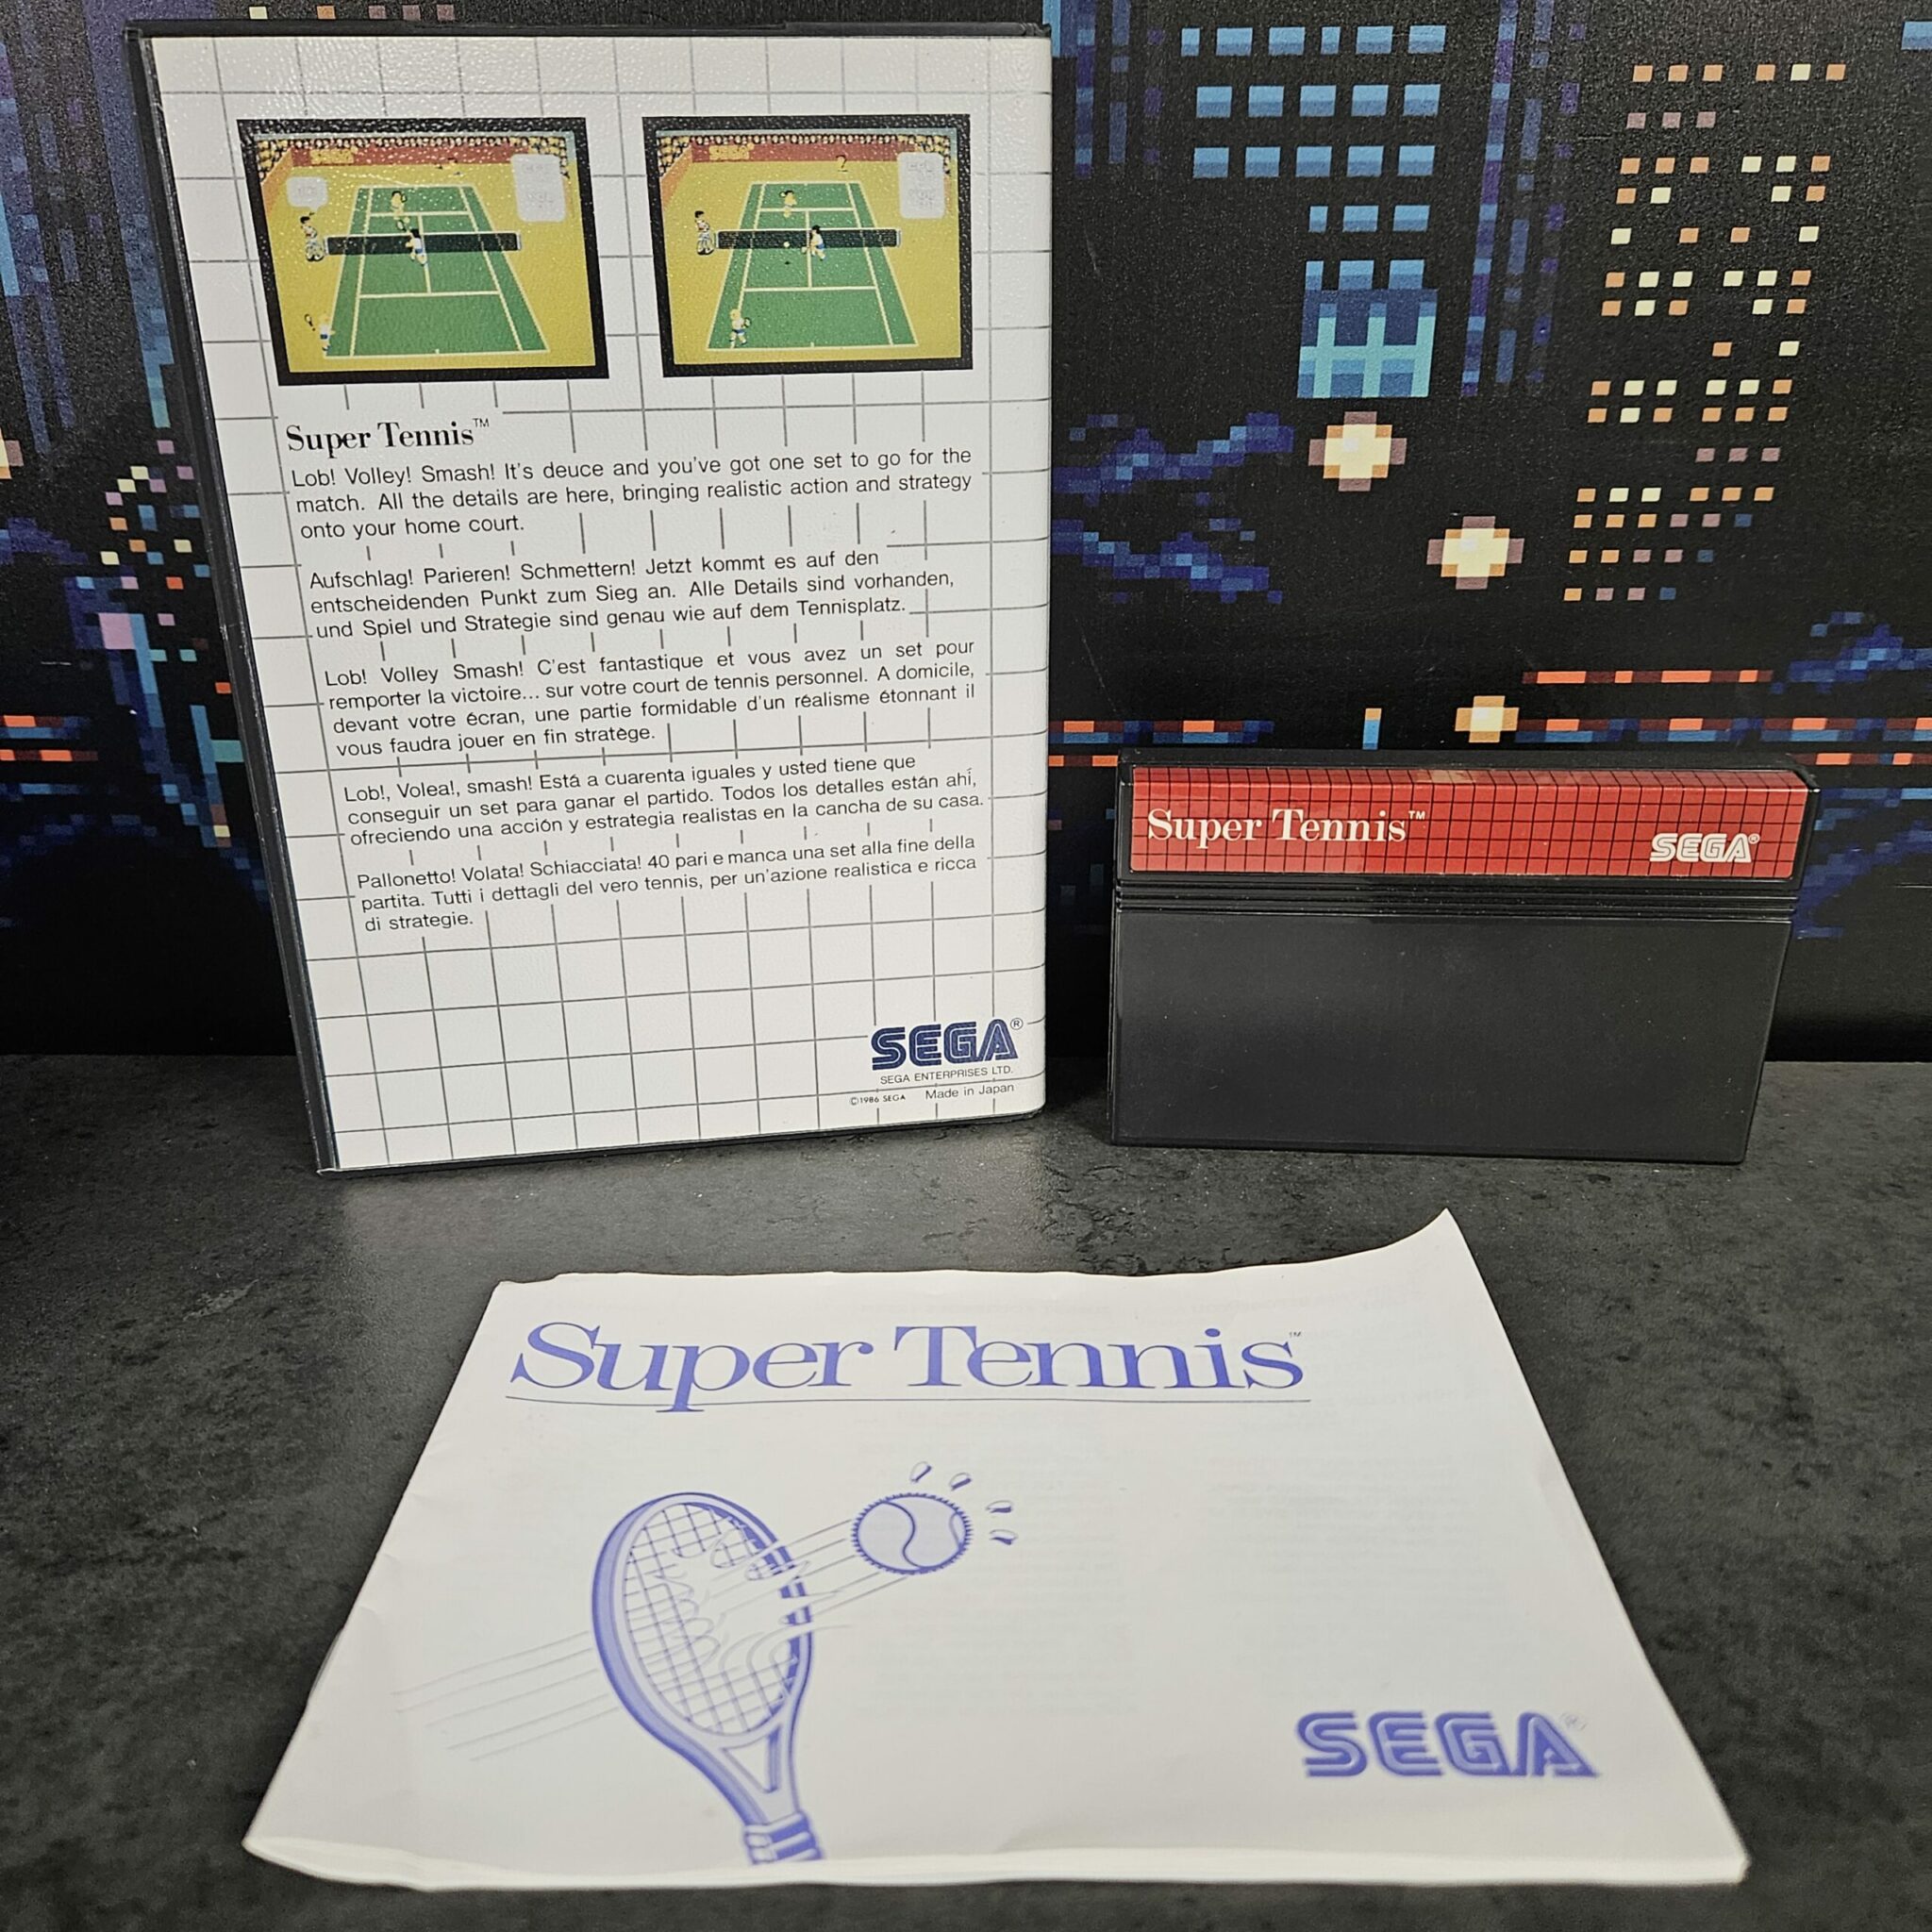 SEGA
Super Tennis™
Lob! Volley! Smash! It's deuce and you've got one set to go for the
match. All the details are here, bringing realistic action and strategy
onto your home court.
Aufschlag! Parieren! Schmettern! Jetzt kommt es auf den
entscheidenden Punkt zum Sieg an. Alle Details sind vorhanden,
und Spiel und Strategie sind genau wie auf dem Tennisplatz.
Lob! Volley Smash! C'est fantastique et vous avez un set pour
remporter la victoire... sur votre court de tennis personnel. A domicile,
devant votre écran, une partie formidable d'un réalisme étonnant il
vous faudra jouer en fin stratège.
Lob!, Volea!, smash! Está a cuarenta iguales y usted tiene que
conseguir un set para ganar el partido. Todos los detalles están ahí,
ofreciendo una acción y estrategia realistas en la cancha de su casa.
Pallonetto! Volata! Schiacciata! 40 pari e manca una set alla fine della
partita. Tutti i dettagli del vero tennis, per un'azione realistica e ricca
di strategie.
SEGA®
SEGA ENTERPRISES LTD.
©1986 SEGA Made in Japan
Super Tennis™
SEGA®
Super Tennis™
SEGA®